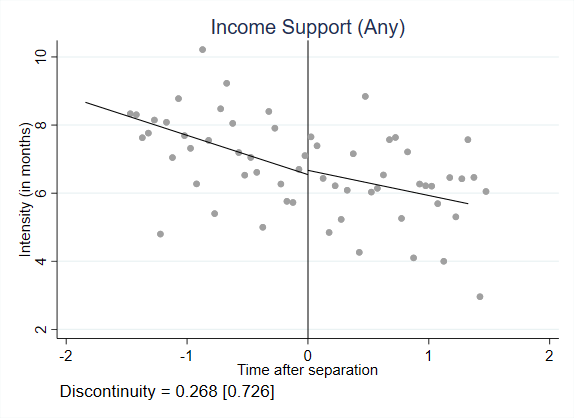 Income Support (Any)
Intensity (in months)
10
8
6
4
2
-2 -1 0 1 2
Time after separation
Discontinuity = 0.268 [0.726]